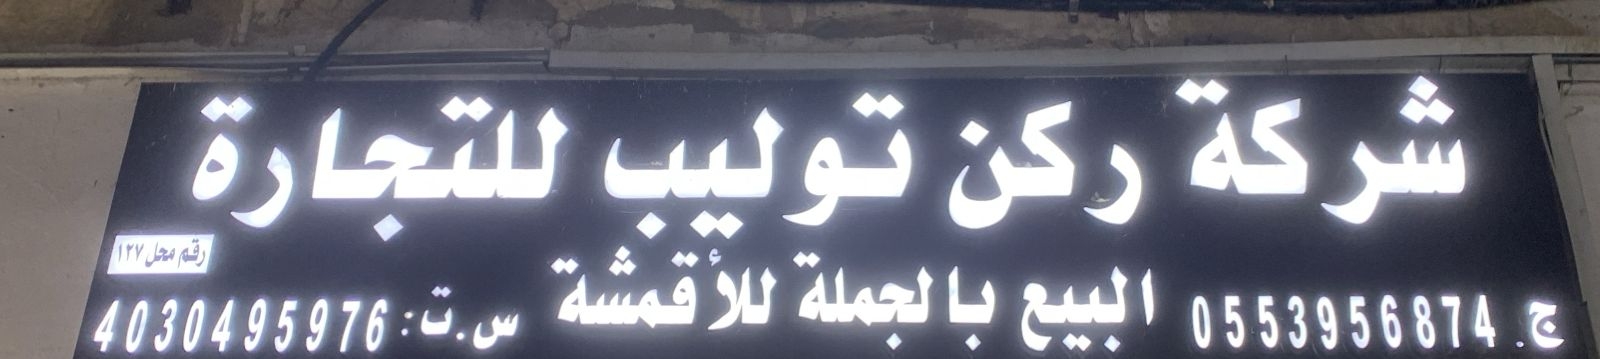 شركة ركن توليب للتجارة
رقم محل ١٢٧
ج. 0553956874 البيع بالجملة للأقمشة س.ت: 4030495976